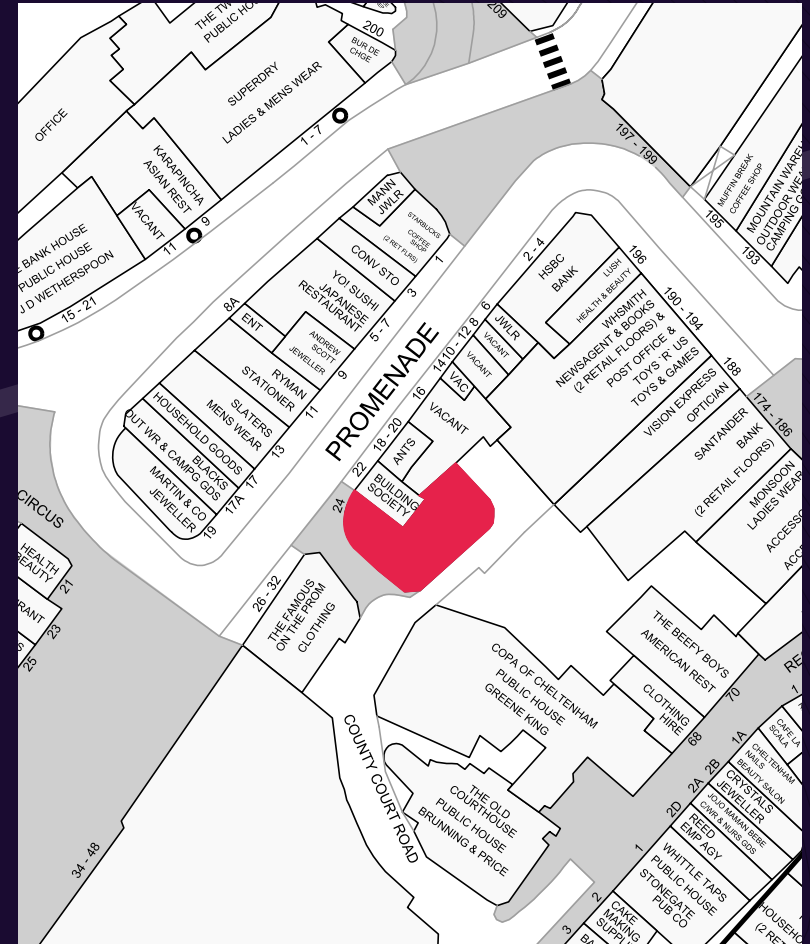 THE TW
PUBLIC HO
200
BUR DE
CHGE
209
OFFICE
SUPERDRY
LADIES & MENS WEAR
1 - 7
KARAPINCHA
ASIAN REST
VACANT
9
11
E BANK HOUSE
PUBLIC HOUSE
J D WETHERSPOON
15 - 21
197 - 199
MUFFIN BREAK
COFFEE SHOP
195
MOUNTAIN WARE
OUTDOOR WEA
CAMPING G
193
MANN
JWLR
STARBUCKS
COFFEE
SHOP
(2 RET FLRS)
1
CONV STO
3
YO! SUSHI
JAPANESE
RESTAURANT
5 - 7
8A
ENT
ANDREW
SCOTT
JEWELLER
9
RYMAN
STATIONER
11
SLATERS
MENS WEAR
13
HOUSEHOLD GOODS
17
BLACKS
OUT WR & CAMPG GDS
17A
MARTIN & CO
JEWELLER
19
PROMENADE
2 - 4
HSBC
BANK
196
LUSH
HEALTH & BEAUTY
190 - 194
WHSMITH
NEWSAGENT & BOOKS
(2 RETAIL FLOORS) &
POST OFFICE &
TOYS 'R' US
TOYS & GAMES
188
VISION EXPRESS
OPTICIAN
174 - 186
SANTANDER
BANK
(2 RETAIL FLOORS)
MONSOON
LADIES WEAR
ACCESSO
ACC
6
JWLR
8
VACANT
10 - 12
VACANT
14
VAC
16
VACANT
18 - 20
ANTS
22
BUILDING
SOCIETY
24
26 - 32
THE FAMOUS
ON THE PROM
CLOTHING
CIRCUS
HEALTH
BEAUTY
21
RANT
23
S
25
34 - 48
COPA OF CHELTENHAM
PUBLIC HOUSE
GREENE KING
THE BEEFY BOYS
AMERICAN REST
70
CLOTHING
HIRE
68
COUNTY COURT ROAD
THE OLD
COURTHOUSE
PUBLIC HOUSE
BRUNNING & PRICE
RE
1
CAFE LA
SCALA
1A
CHELTENHAM
NAILS
BEAUTY SALON
2B
CRYSTALS
JEWELLER
2A
JOJO MAMAN BEBE
C/WR & NURS GDS
2D
REED
EMP AGY
1
WHITTLE TAPS
PUBLIC HOUSE
STONEGATE
PUB CO
2
CAKE
MAKING
SUPPLI
3
BA
HOUSEHO
(2 RET